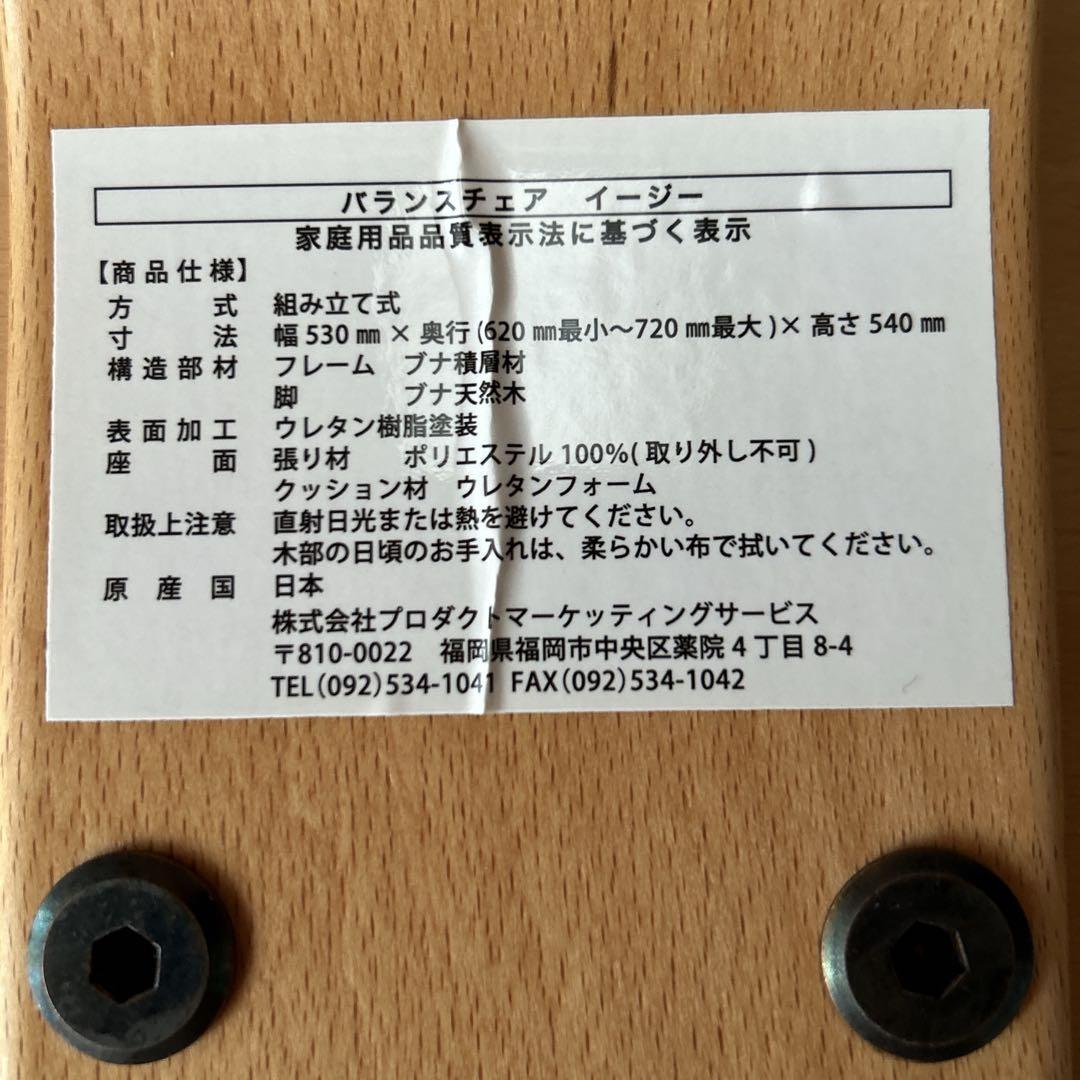 バランスチェア　イージー
家庭用品品質表示法に基づく表示
【商品仕様】
方式　組み立て式
寸法　幅 530 ㎜ × 奥行 (620 ㎜最小～720 ㎜最大 )× 高さ 540 ㎜
構造部材　フレーム　ブナ積層材
脚　ブナ天然木
表面加工　ウレタン樹脂塗装
座面　張り材　ポリエステル 100%( 取り外し不可 )
クッション材　ウレタンフォーム
取扱上注意　直射日光または熱を避けてください。
木部の日頃のお手入れは、柔らかい布で拭いてください。
原産国　日本
株式会社プロダクトマーケッティングサービス
〒810-0022　福岡県福岡市中央区薬院 4 丁目 8-4
TEL(092)534-1041 FAX(092)534-1042